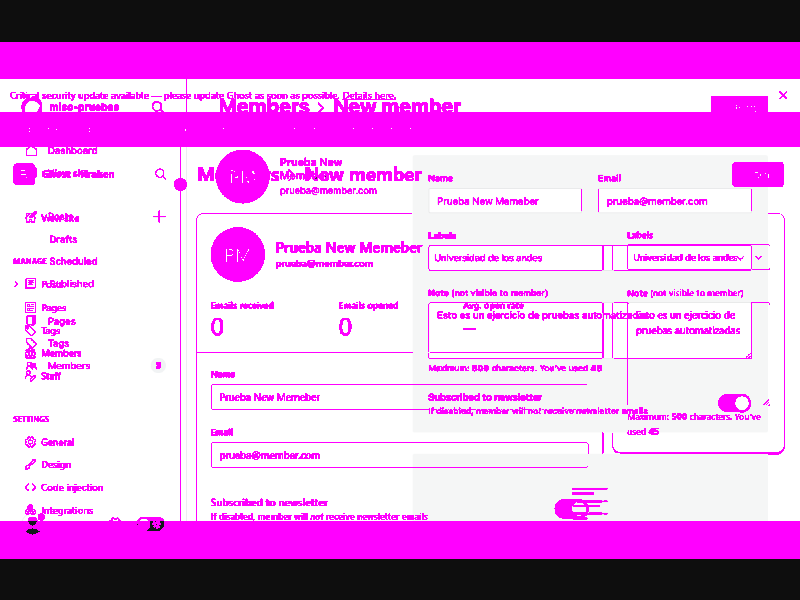 Critical security update available — please update Ghost as soon as possible. Details here.
miso-pruebas
Members › New member
Dashboard
Prueba New
Members › New member
prueba@member.com
Name
Email
Prueba New Memeber
prueba@member.com
Drafts
Labels
Labels
PM
Prueba New Memeber
prueba@member.com
Universidad de los andes
Universidad de los andes
MANAGE
Scheduled
Published
Note (not visible to member)
Note (not visible to member)
Emails received
Emails opened
Avg. open rate
0
0
—
Esto es un ejercicio de pruebas automatizadas
Esto es un ejercicio de
pruebas automatizadas
Pages
Pages
Tags
Tags
Members
Members
Staff
Maximum: 500 characters. You've used 45
Name
Prueba New Memeber
Subscribed to newsletter
If disabled, member will not receive newsletter emails
Maximum: 500 characters. You've
used 45
SETTINGS
Email
General
prueba@member.com
Design
Code injection
Subscribed to newsletter
Integrations
If disabled, member will not receive newsletter emails